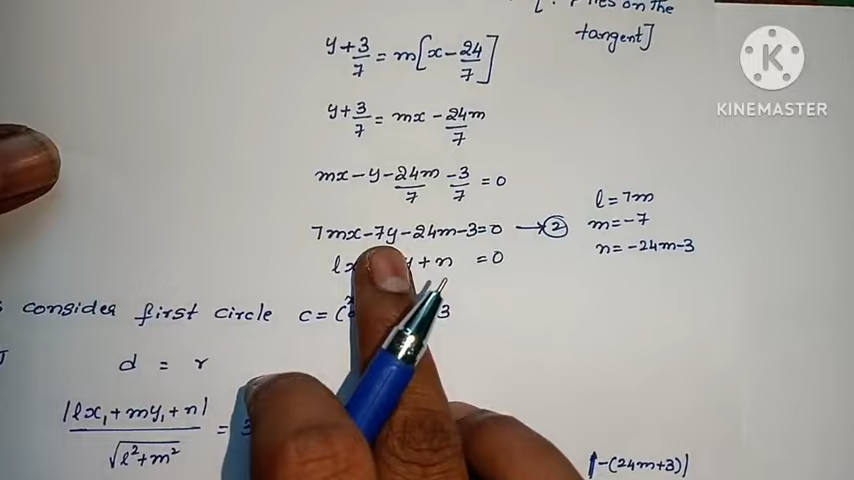 [∵ P lies on the
tangent]
y+3/7 = m[x-24/7]
y+3/7 = mx-24m/7
mx-y-24m/7-3/7=0
7mx-7y-24m-3=0 → ②
l=7m
m=-7
n=-24m-3
+n =0
consider first circle c=(
3
d = r
|lx₁+my₁+n|/√l²+m² =
|-(24m+3)|
K
KINEMASTER